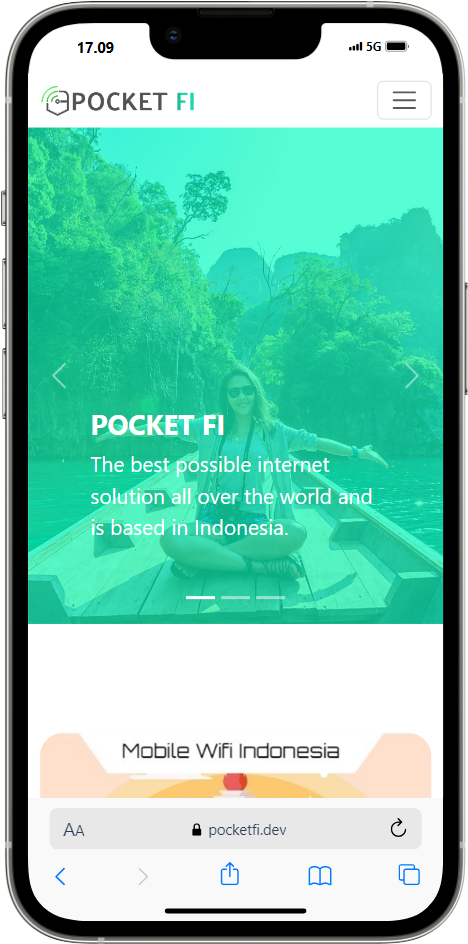 17.09
5G
POCKET FI
POCKET FI
The best possible internet
solution all over the world and
is based in Indonesia.
Mobile Wifi Indonesia
AA
pocketfi.dev